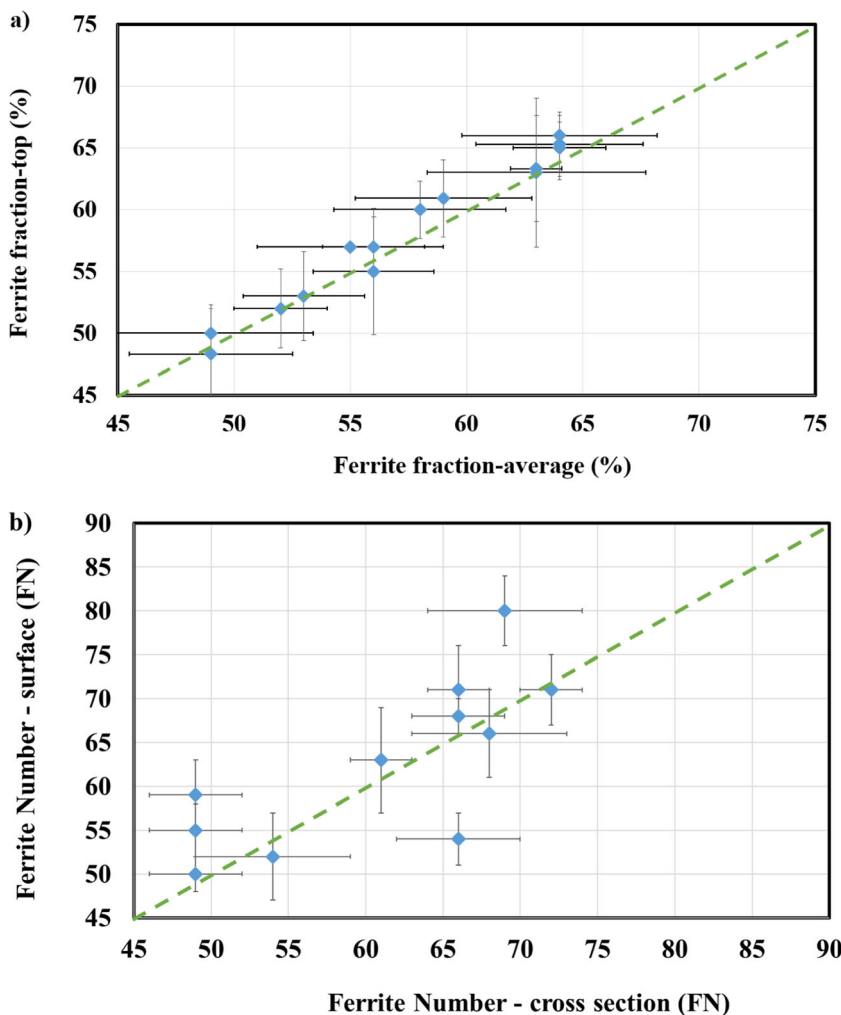 a)
Ferrite fraction-top (%)
75
70
65
60
55
50
45
45 50 55 60 65 70 75
Ferrite fraction-average (%)
b)
Ferrite Number - surface (FN)
90
85
80
75
70
65
60
55
50
45
45 50 55 60 65 70 75 80 85 90
Ferrite Number - cross section (FN)